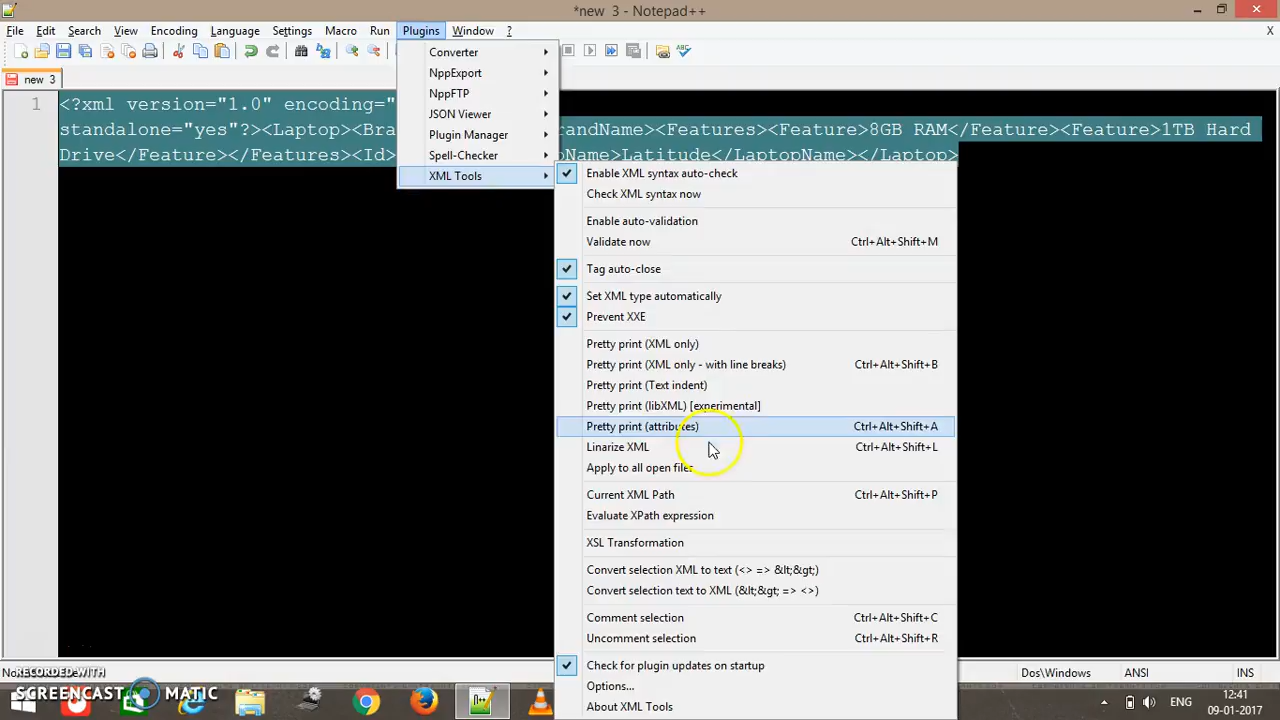 *new 3 - Notepad++
File Edit Search View Encoding Language Settings Macro Run Plugins Window ? X
new 3
Converter
NppExport
NppFTP
JSON Viewer
Plugin Manager
Spell-Checker
XML Tools
1 <?xml version="1.0" encoding="
standalone="yes"?><Laptop><Bra randName><Features><Feature>8GB RAM</Feature><Feature>1TB Hard
Drive</Feature></Features><Id> pName>Latitude</LaptopName></Laptop>
Enable XML syntax auto-check
Check XML syntax now
Enable auto-validation
Validate now Ctrl+Alt+Shift+M
Tag auto-close
Set XML type automatically
Prevent XXE
Pretty print (XML only)
Pretty print (XML only - with line breaks) Ctrl+Alt+Shift+B
Pretty print (Text indent)
Pretty print (libXML) [experimental]
Pretty print (attributes) Ctrl+Alt+Shift+A
Linarize XML Ctrl+Alt+Shift+L
Apply to all open files
Current XML Path Ctrl+Alt+Shift+P
Evaluate XPath expression
XSL Transformation
Convert selection XML to text (<> => &lt;&gt;)
Convert selection text to XML (&lt;&gt; => <>)
Comment selection Ctrl+Alt+Shift+C
Uncomment selection Ctrl+Alt+Shift+R
Check for plugin updates on startup
Options...
About XML Tools
Dos\Windows ANSI INS
RECORDED WITH
SCREENCAST MATIC
ENG
12:41
09-01-2017